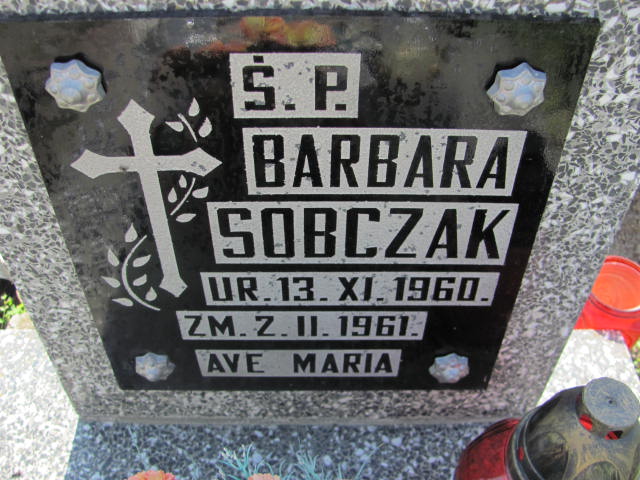 Ś. P.
BARBARA
SOBCZAK
UR. 13. XI. 1960.
ZM. 2. II. 1961.
AVE MARIA